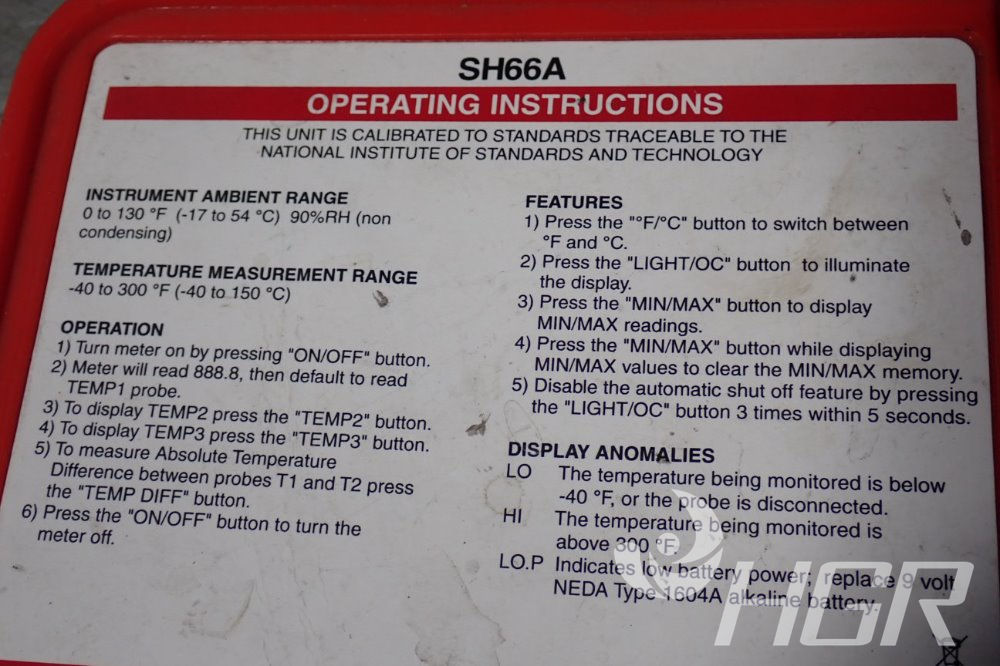 SH66A
OPERATING INSTRUCTIONS
THIS UNIT IS CALIBRATED TO STANDARDS TRACEABLE TO THE
NATIONAL INSTITUTE OF STANDARDS AND TECHNOLOGY
INSTRUMENT AMBIENT RANGE
0 to 130 °F (-17 to 54 °C) 90%RH (non
condensing)
TEMPERATURE MEASUREMENT RANGE
-40 to 300 °F (-40 to 150 °C)
OPERATION
1) Turn meter on by pressing "ON/OFF" button.
2) Meter will read 888.8, then default to read
TEMP1 probe.
3) To display TEMP2 press the "TEMP2" button.
4) To display TEMP3 press the "TEMP3" button.
5) To measure Absolute Temperature
Difference between probes T1 and T2 press
the "TEMP DIFF" button.
6) Press the "ON/OFF" button to turn the
meter off.
FEATURES
1) Press the "°F/°C" button to switch between
°F and °C.
2) Press the "LIGHT/OC" button to illuminate
the display.
3) Press the "MIN/MAX" button to display
MIN/MAX readings.
4) Press the "MIN/MAX" button while displaying
MIN/MAX values to clear the MIN/MAX memory.
5) Disable the automatic shut off feature by pressing
the "LIGHT/OC" button 3 times within 5 seconds.
DISPLAY ANOMALIES
LO The temperature being monitored is below
-40 °F, or the probe is disconnected.
HI The temperature being monitored is
above 300 °F.
LO.P Indicates low battery power; replace 9 volt
NEDA Type 1604A alkaline battery.
HGR